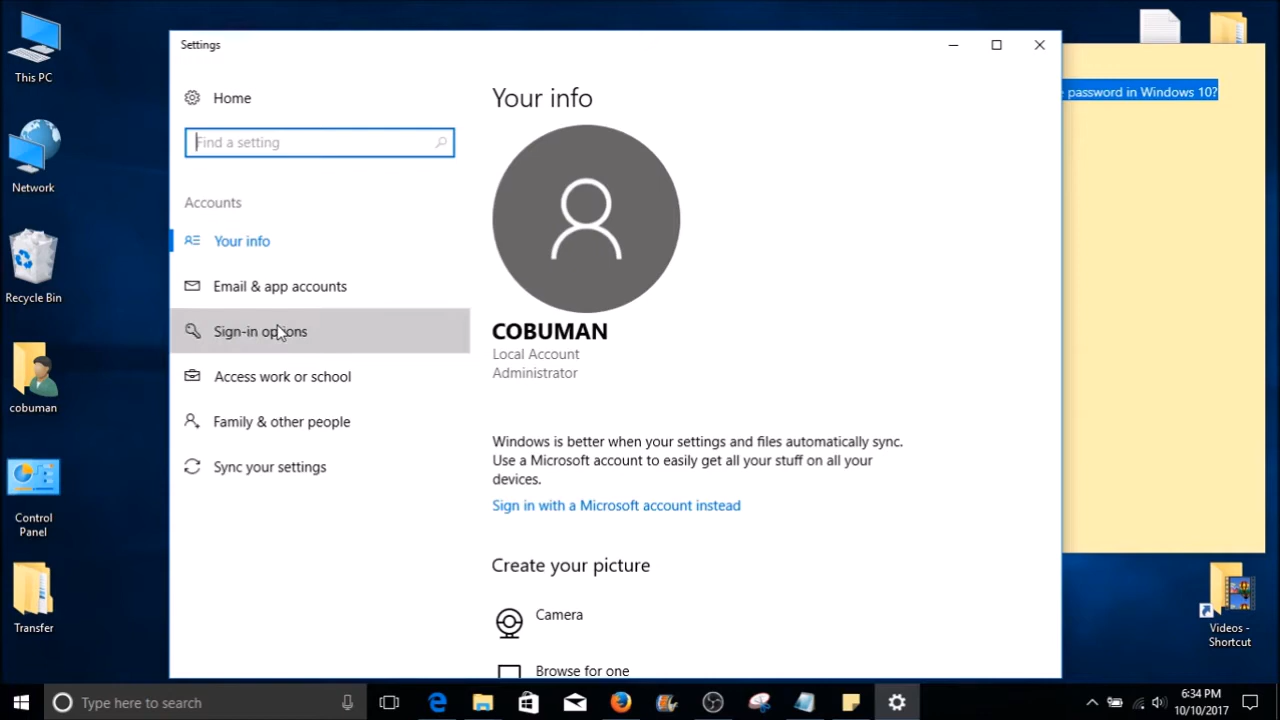 This PC
Network
Recycle Bin
cobuman
Control
Panel
Transfer
Settings
Home
Find a setting
Accounts
Your info
Email & app accounts
Sign-in options
Access work or school
Family & other people
Sync your settings
Your info
COBUMAN
Local Account
Administrator
Windows is better when your settings and files automatically sync.
Use a Microsoft account to easily get all your stuff on all your
devices.
Sign in with a Microsoft account instead
Create your picture
Camera
Browse for one
password in Windows 10?
Videos -
Shortcut
Type here to search
6:34 PM
10/10/2017